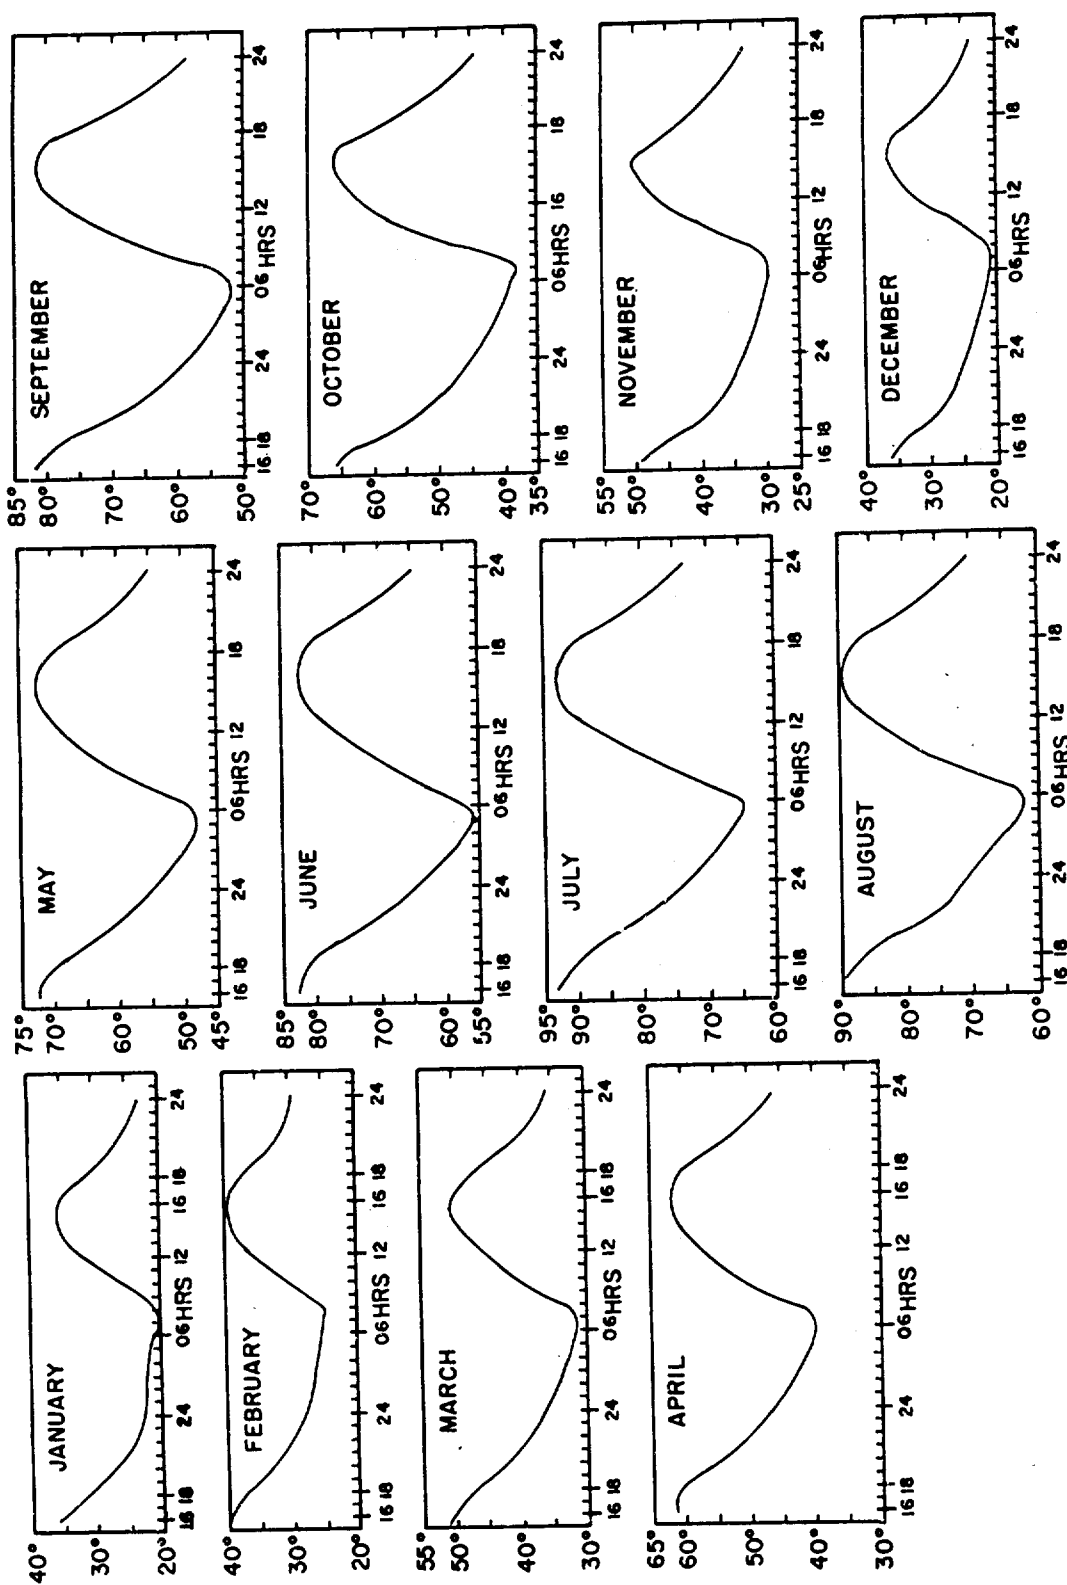 JANUARY
40°
30°
20°
16 18 24 06 HRS 12 16 18 24
FEBRUARY
40°
30°
20°
16 18 24 06 HRS 12 16 18 24
MARCH
55°
50°
40°
30°
16 18 24 06 HRS 12 16 18 24
APRIL
65°
60°
50°
40°
30°
16 18 24 06 HRS 12 16 18 24
MAY
75°
70°
60°
50°
45°
16 18 24 06 HRS 12 18 24
JUNE
85°
80°
70°
60°
55°
16 18 24 06 HRS 12 18 24
JULY
95°
90°
80°
70°
60°
16 18 24 06 HRS 12 18 24
AUGUST
90°
80°
70°
60°
16 18 24 06 HRS 12 18 24
SEPTEMBER
85°
80°
70°
60°
50°
16 18 24 06 HRS 12 18 24
OCTOBER
70°
60°
50°
40°
35°
16 18 24 06 HRS 16 18 24
NOVEMBER
55°
50°
40°
30°
25°
16 18 24 06 HRS 12 18 24
DECEMBER
40°
30°
20°
16 18 24 06 HRS 12 18 24